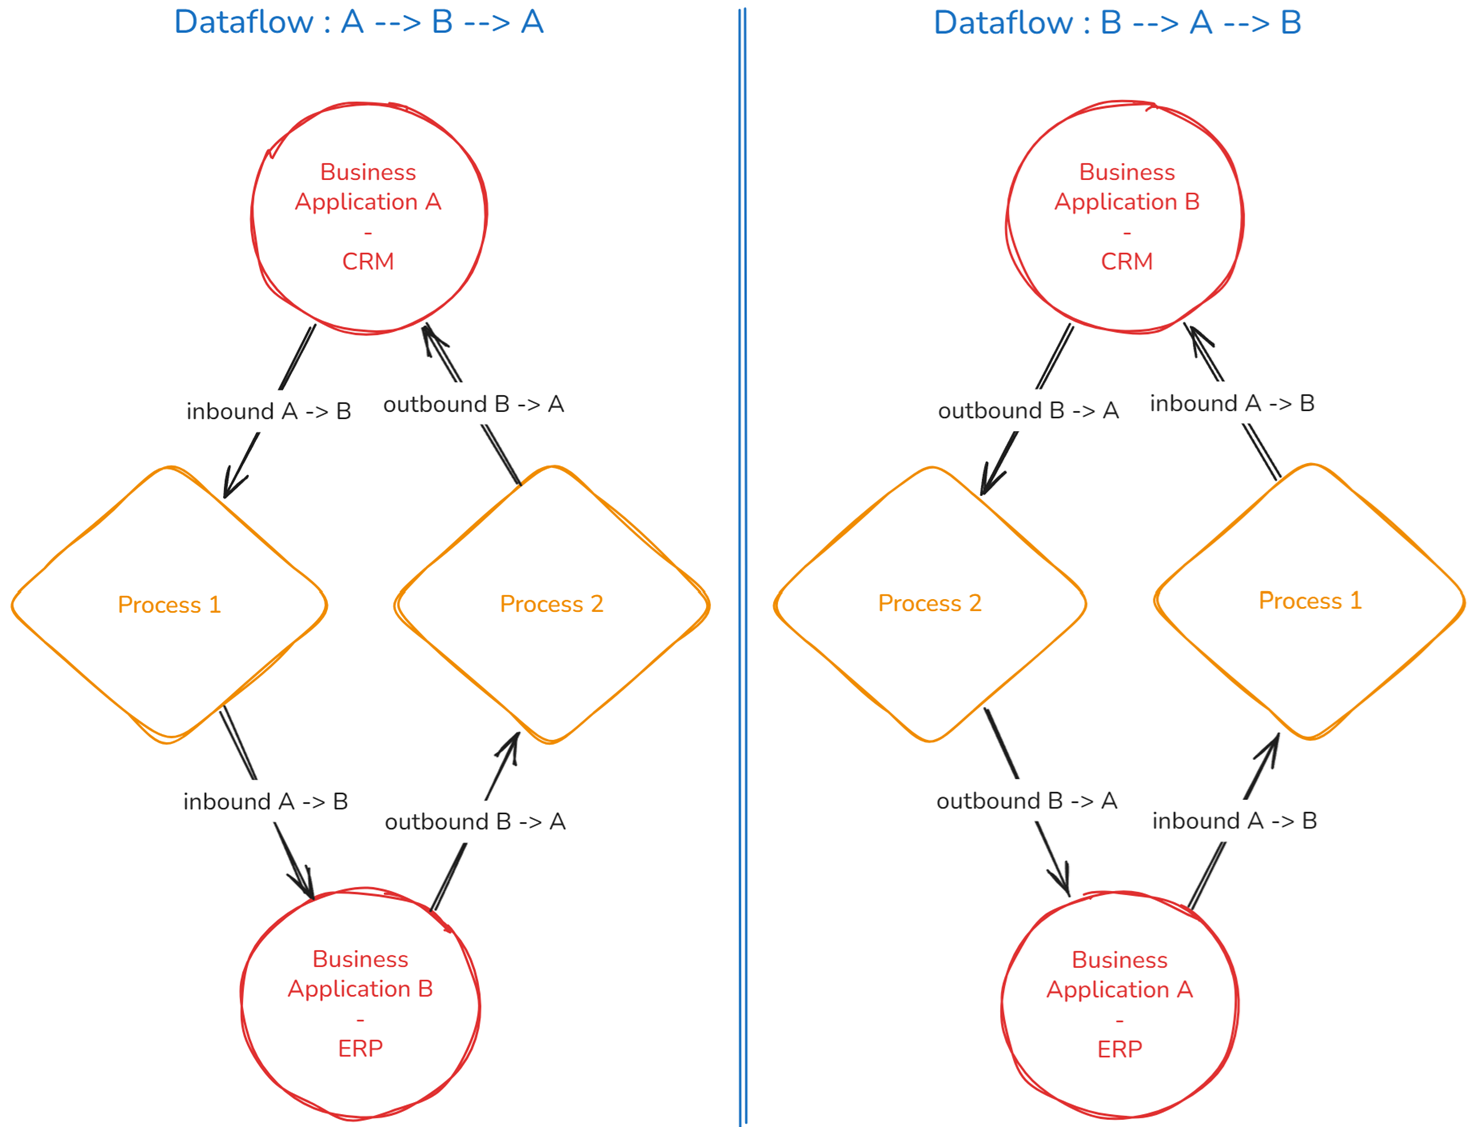 Dataflow : A --> B --> A
Business
Application A
-
CRM
inbound A -> B
outbound B -> A
Process 1
Process 2
inbound A -> B
outbound B -> A
Business
Application B
-
ERP
Dataflow : B --> A --> B
Business
Application B
-
CRM
outbound B -> A
inbound A -> B
Process 2
Process 1
outbound B -> A
inbound A -> B
Business
Application A
-
ERP